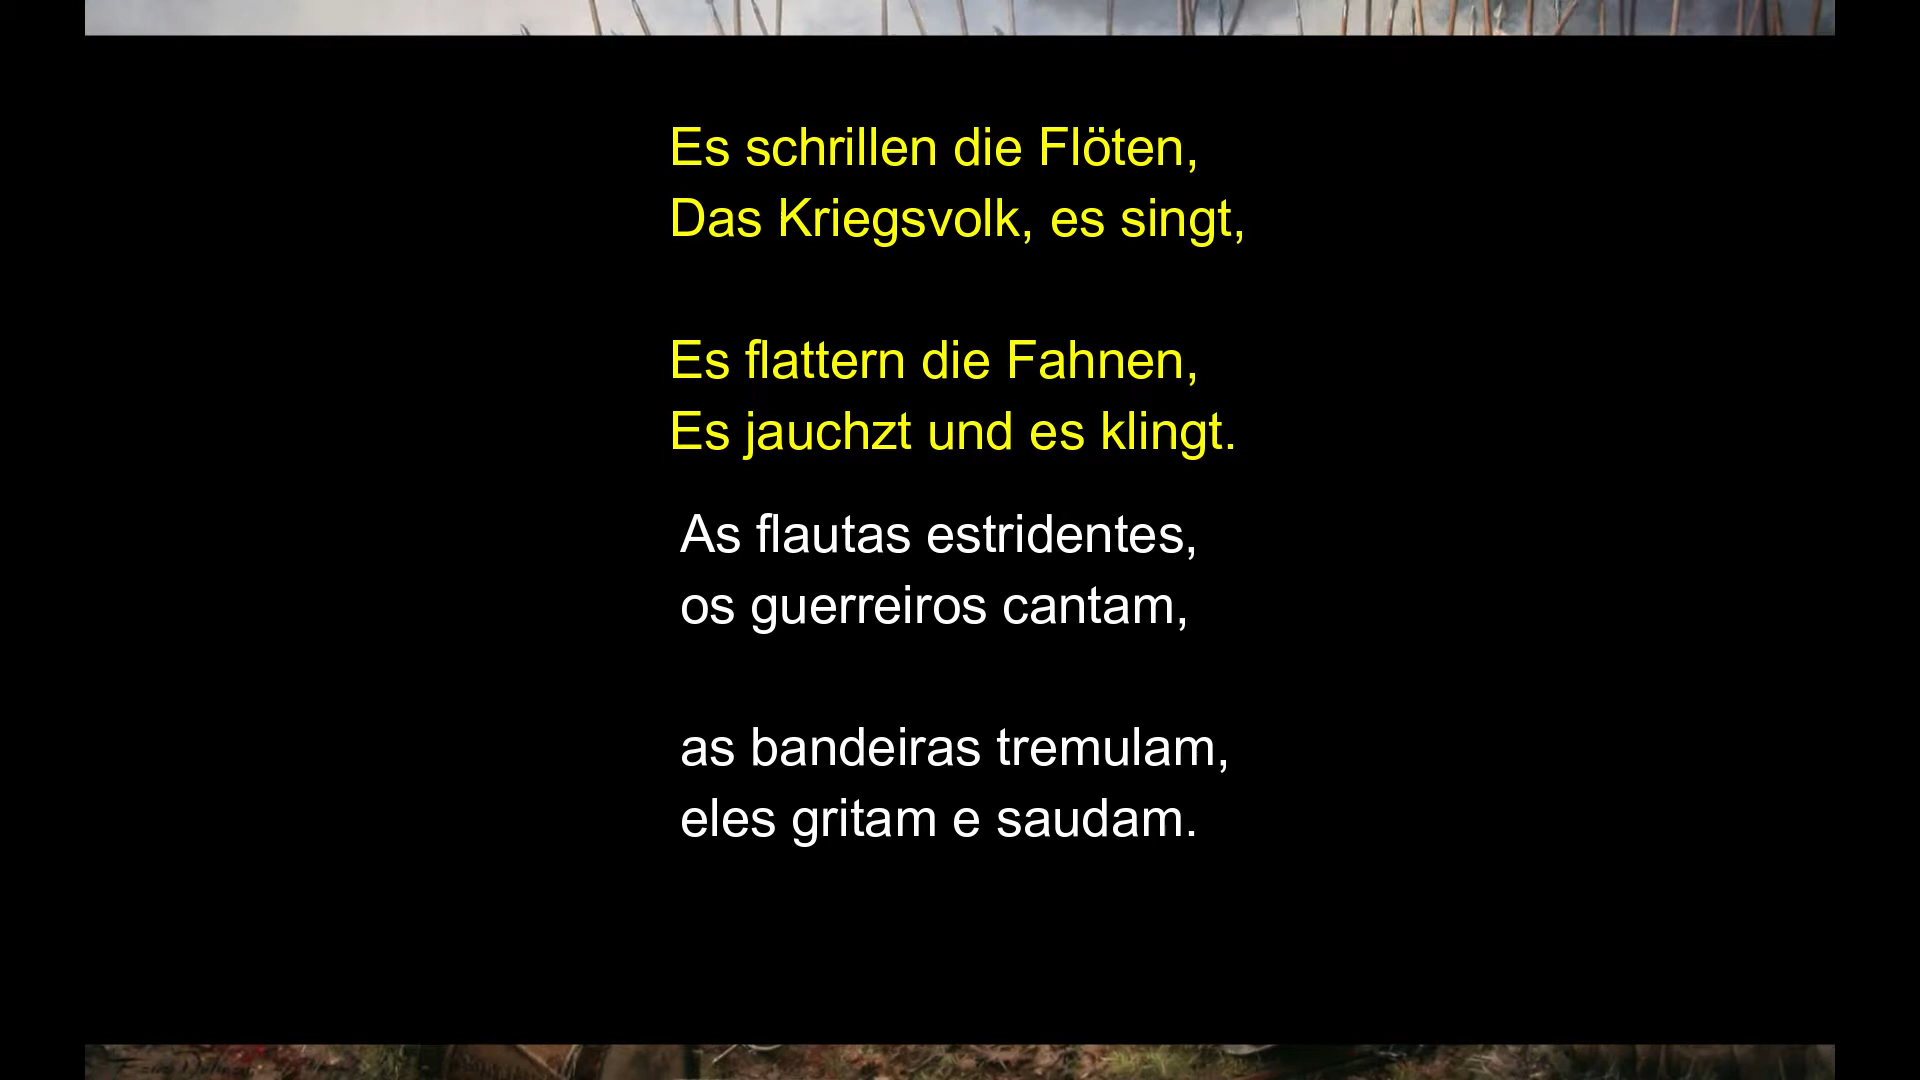 Es schrillen die Flöten,
Das Kriegsvolk, es singt,
Es flattern die Fahnen,
Es jauchzt und es klingt.
As flautas estridentes,
os guerreiros cantam,
as bandeiras tremulam,
eles gritam e saudam.